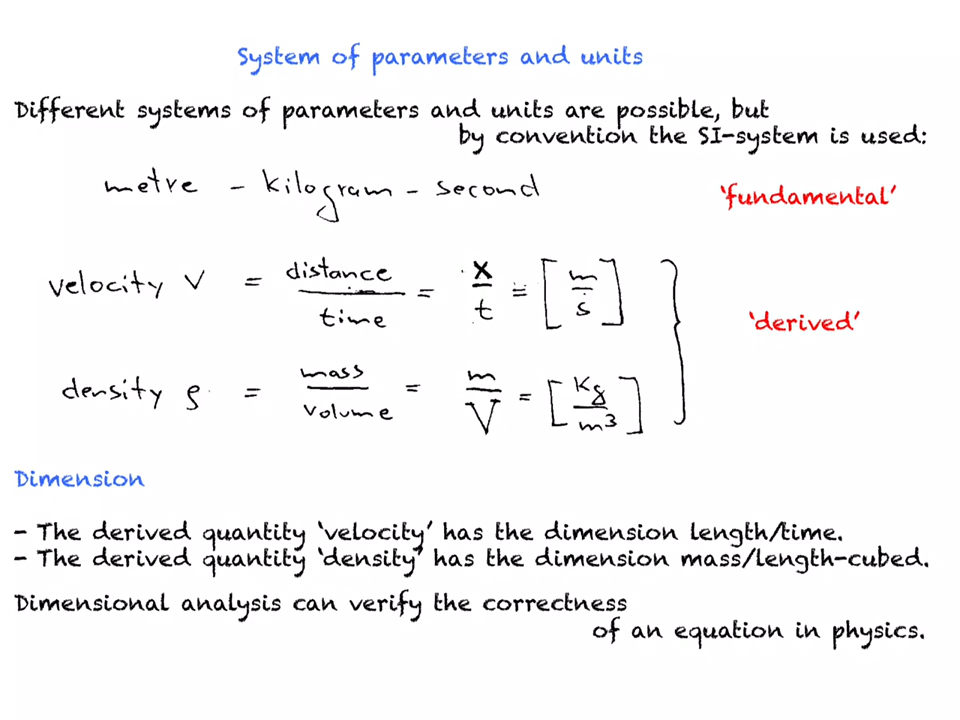 System of parameters and units
Different systems of parameters and units are possible, but
by convention the SI-system is used:
metre - kilogram - second 'fundamental'
velocity V = distance/time = x/t = [m/s]
'derived'
density ρ = mass/volume = m/V = [kg/m³]
Dimension
- The derived quantity 'velocity' has the dimension length/time.
- The derived quantity 'density' has the dimension mass/length-cubed.
Dimensional analysis can verify the correctness
of an equation in physics.